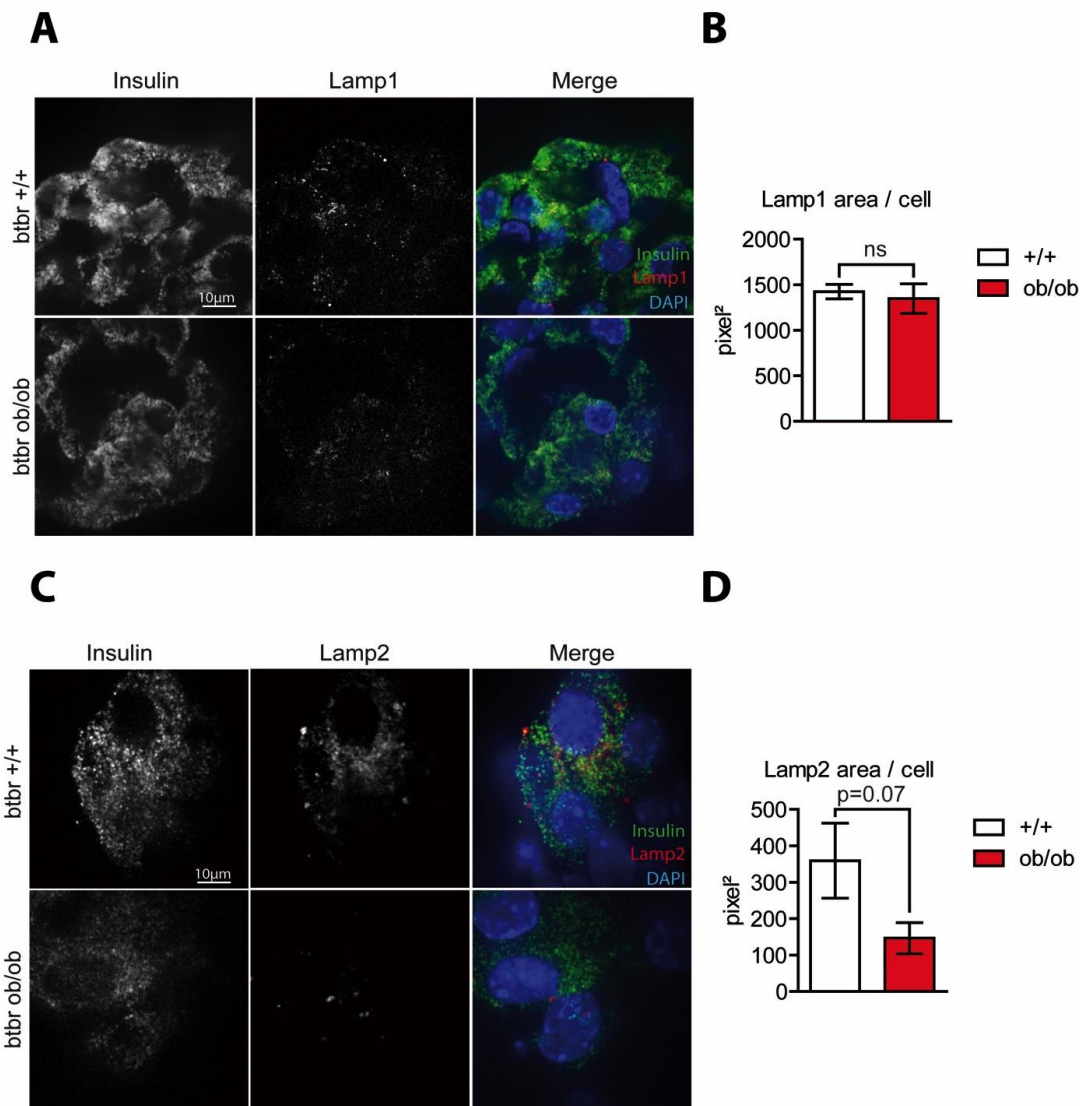 A
B
Insulin
Lamp1
Merge
btbr +/+
10µm
Insulin
Lamp1
DAPI
btbr ob/ob
Lamp1 area / cell
2000
1500
1000
500
0
pixel²
ns
+/+
ob/ob
C
D
Insulin
Lamp2
Merge
btbr +/+
10µm
Insulin
Lamp2
DAPI
btbr ob/ob
Lamp2 area / cell
p=0.07
500
400
300
200
100
0
pixel²
+/+
ob/ob